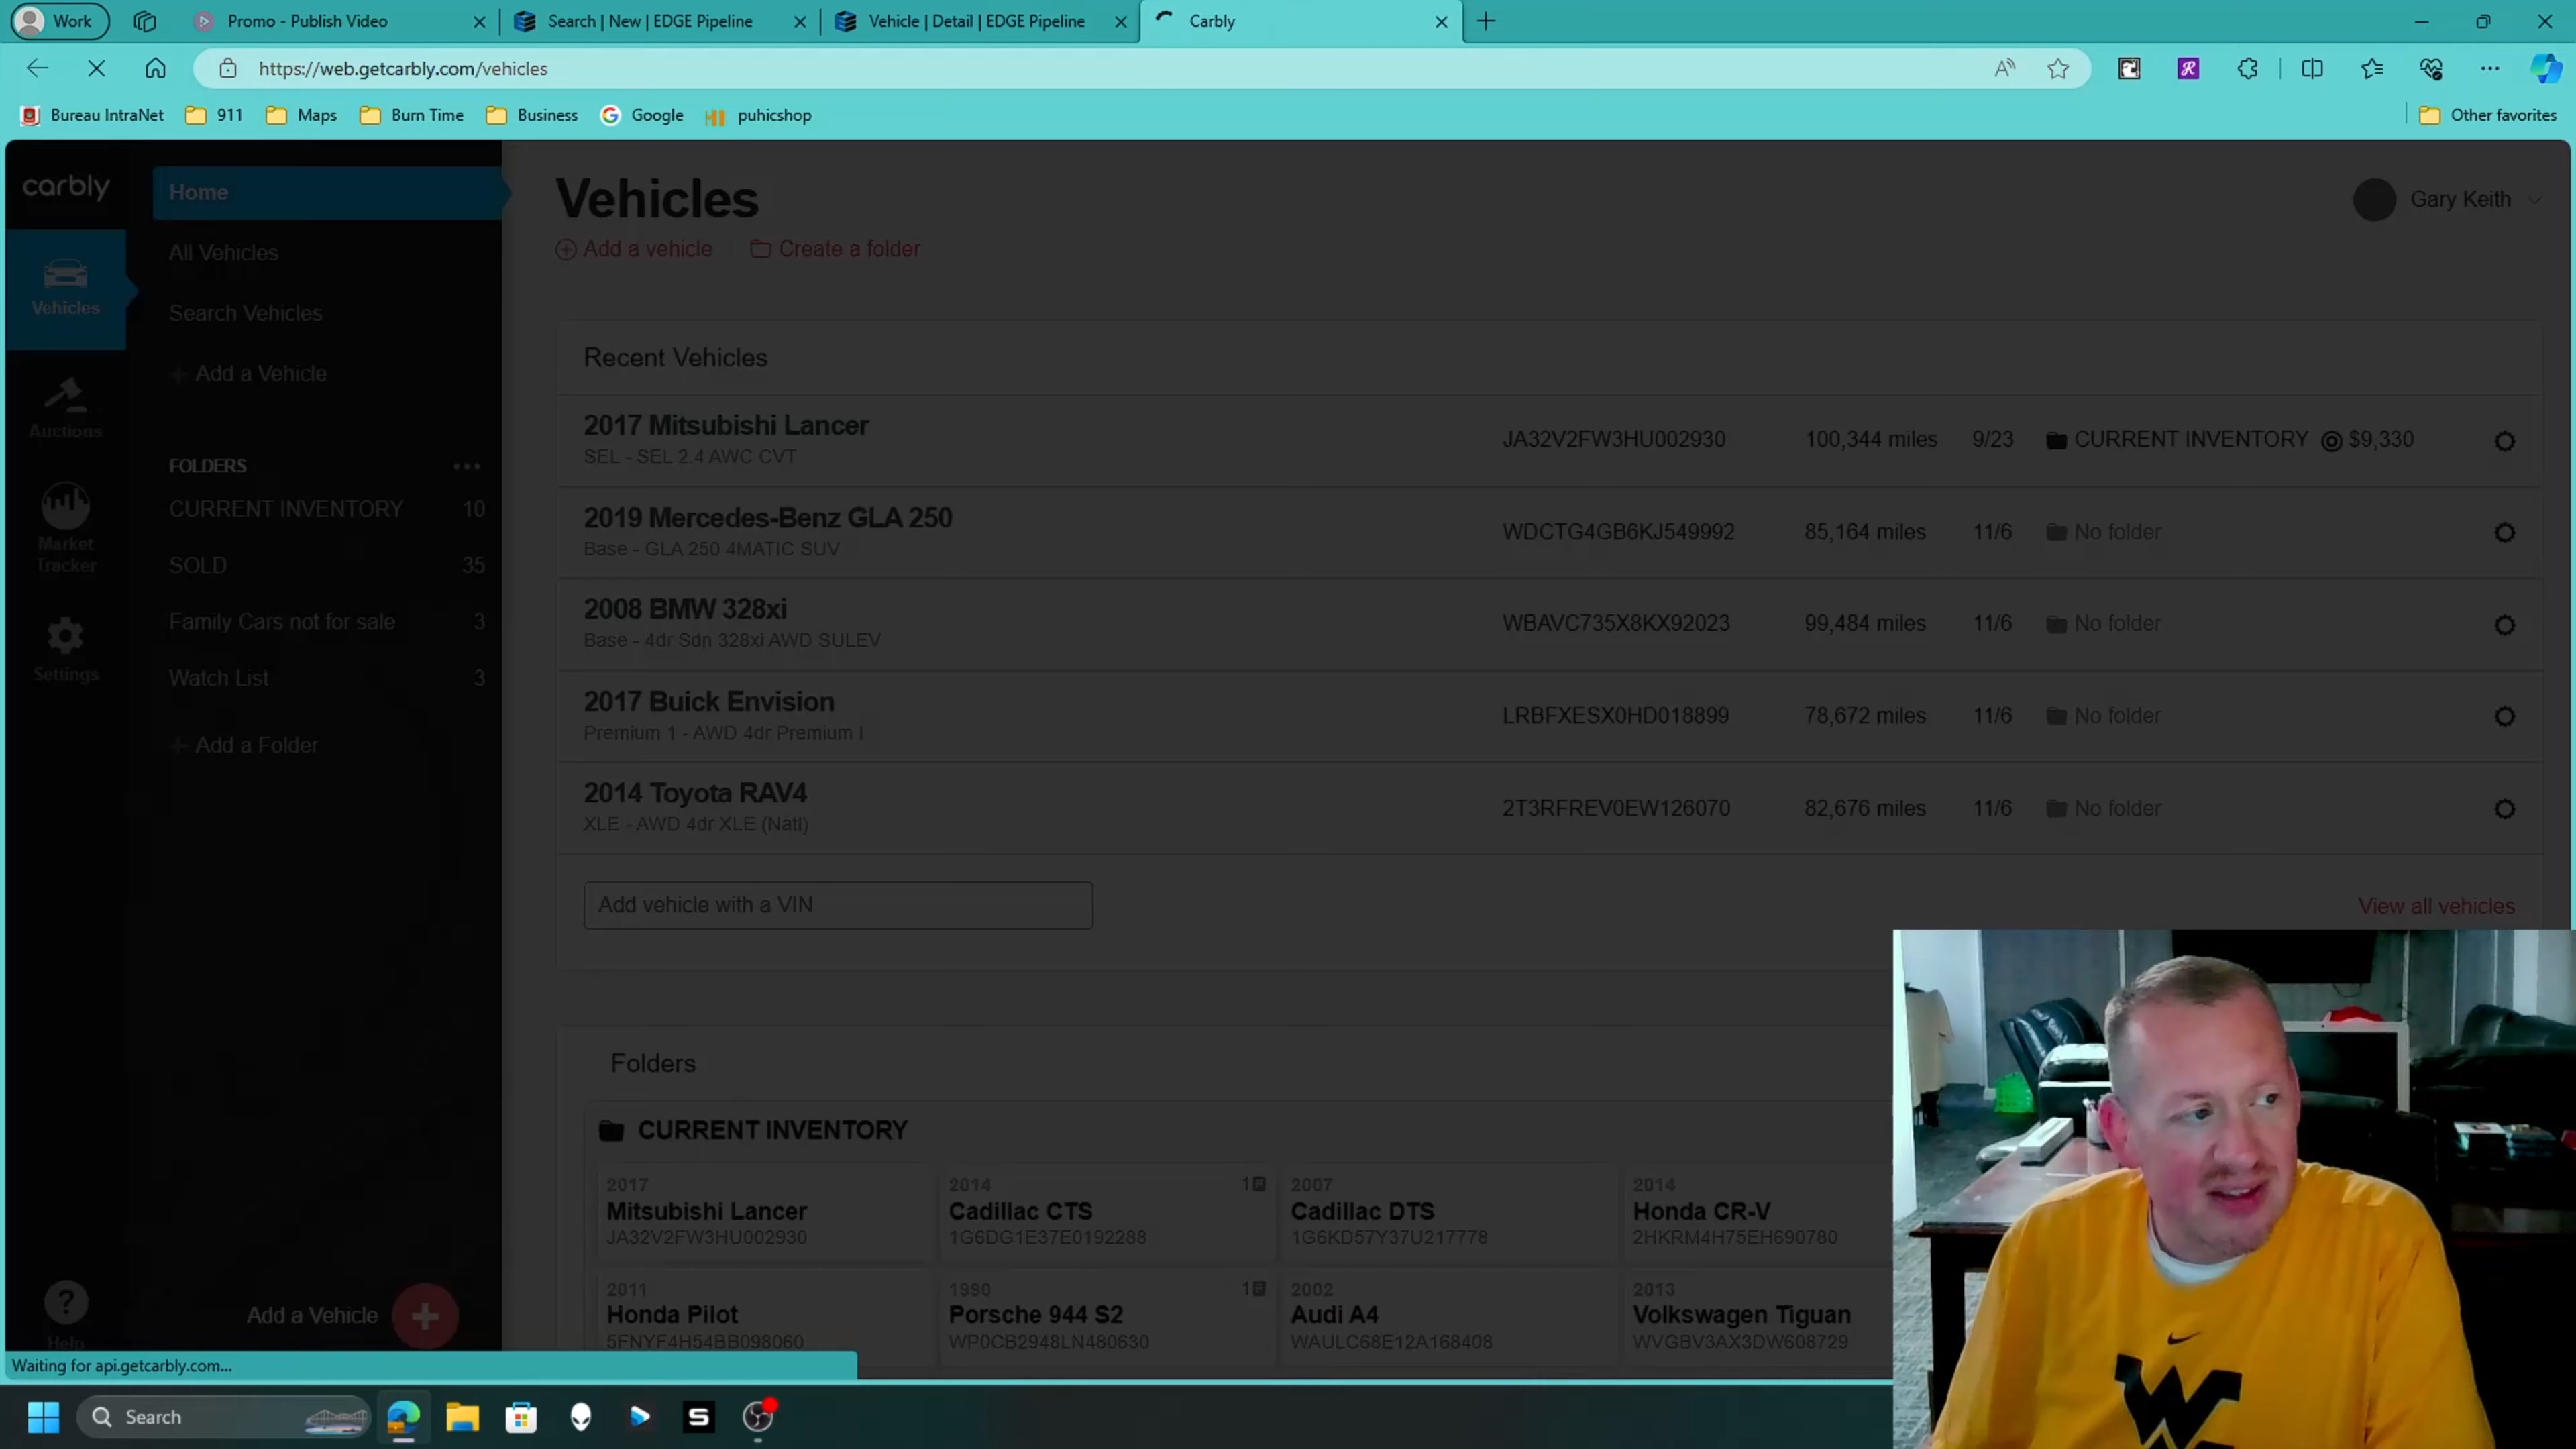 Work
Promo - Publish Video
Search | New | EDGE Pipeline
Vehicle | Detail | EDGE Pipeline
Carbly
https://web.getcarbly.com/vehicles
Bureau IntraNet
911
Maps
Burn Time
Business
Google
puhicshop
Other favorites
carbly
Home
Vehicles
Gary Keith
Add a vehicle
Create a folder
All Vehicles
Search Vehicles
+ Add a Vehicle
Vehicles
Auctions
Market
Tracker
Settings
FOLDERS ...
CURRENT INVENTORY 10
SOLD 35
Family Cars not for sale 3
Watch List 3
+ Add a Folder
Recent Vehicles
2017 Mitsubishi Lancer
SEL - SEL 2.4 AWC CVT
JA32V2FW3HU002930 100,344 miles 9/23 CURRENT INVENTORY $9,330
2019 Mercedes-Benz GLA 250
Base - GLA 250 4MATIC SUV
WDCTG4GB6KJ549992 85,164 miles 11/6 No folder
2008 BMW 328xi
Base - 4dr Sdn 328xi AWD SULEV
WBAVC735X8KX92023 99,484 miles 11/6 No folder
2017 Buick Envision
Premium 1 - AWD 4dr Premium I
LRBFXESX0HD018899 78,672 miles 11/6 No folder
2014 Toyota RAV4
XLE - AWD 4dr XLE (Natl)
2T3RFREV0EW126070 82,676 miles 11/6 No folder
Add vehicle with a VIN
View all vehicles
Folders
CURRENT INVENTORY
2017
Mitsubishi Lancer
JA32V2FW3HU002930
2014 1
Cadillac CTS
1G6DG1E37E0192288
2007
Cadillac DTS
1G6KD57Y37U217778
2014
Honda CR-V
2HKRM4H75EH690780
2011
Honda Pilot
5FNYF4H54BB098060
1990 1
Porsche 944 S2
WP0CB2948LN480630
2002
Audi A4
WAULC68E12A168408
2013
Volkswagen Tiguan
WVGBV3AX3DW608729
?
Help
Add a Vehicle +
Waiting for api.getcarbly.com...
Search
S
W